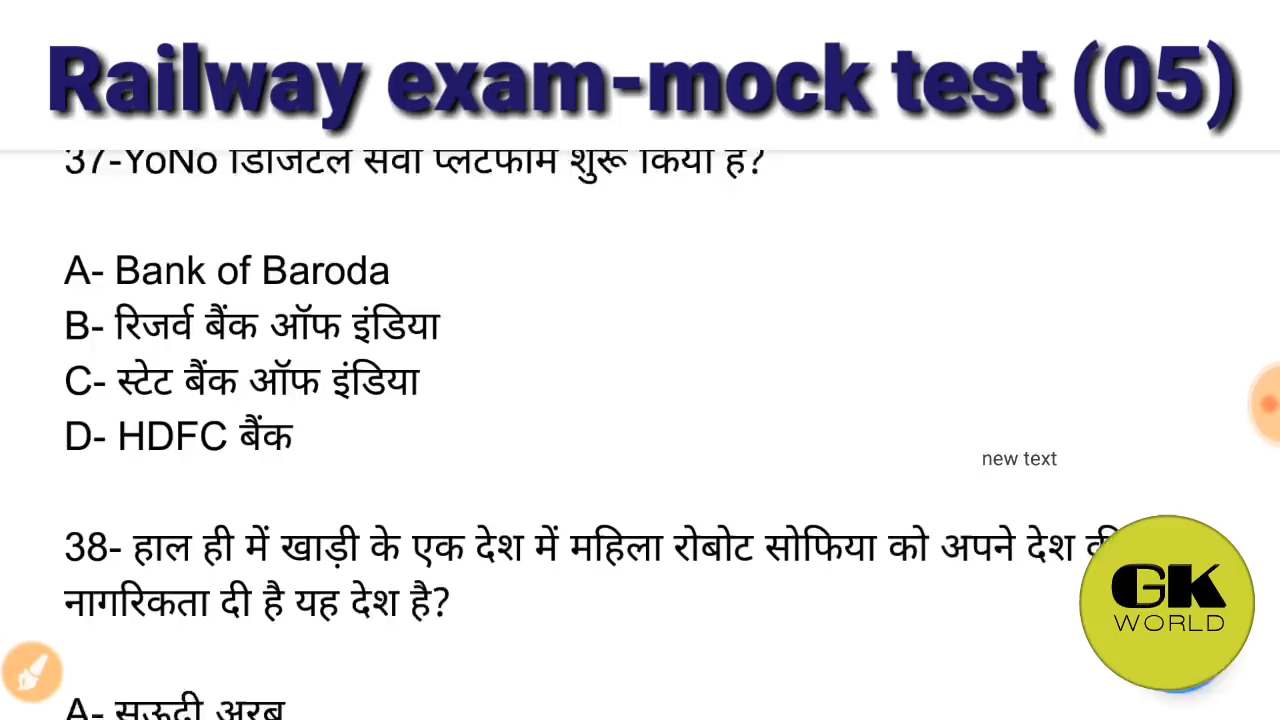 Railway exam-mock test (05)
37-YoNo डिजिटल सेवा प्लेटफॉर्म शुरू किया है?
A- Bank of Baroda
B- रिजर्व बैंक ऑफ इंडिया
C- स्टेट बैंक ऑफ इंडिया
D- HDFC बैंक
new text
38- हाल ही में खाड़ी के एक देश में महिला रोबोट सोफिया को अपने देश की
नागरिकता दी है यह देश है?
GK
WORLD
A- सऊदी अरब